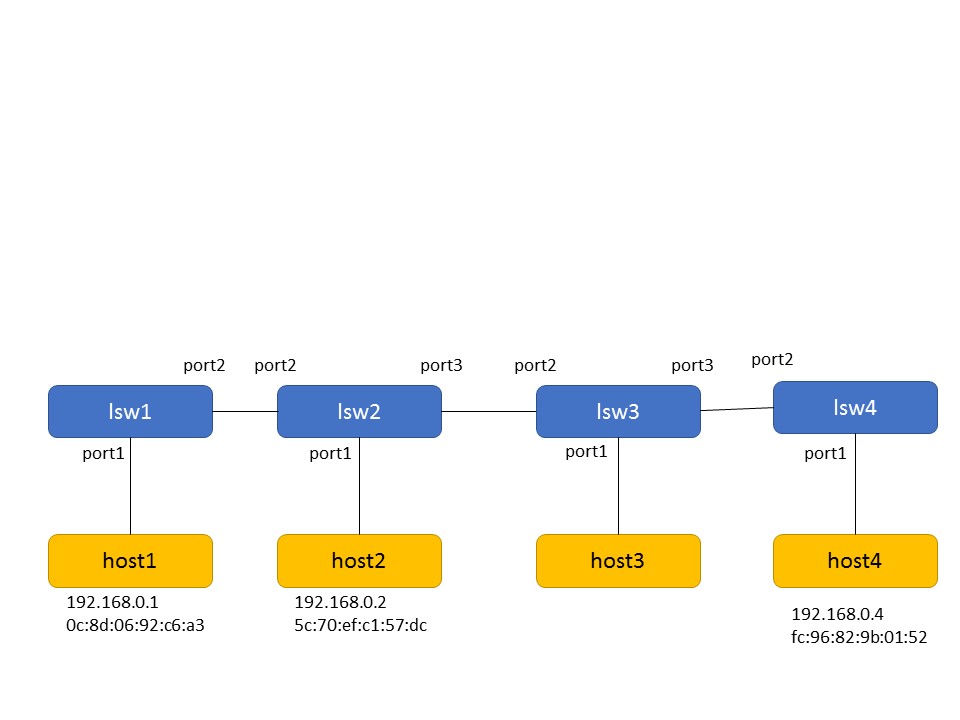 port2 port2 port3 port2 port3 port2
lsw1 lsw2 lsw3 lsw4
port1 port1 port1 port1
host1 host2 host3 host4
192.168.0.1
0c:8d:06:92:c6:a3
192.168.0.2
5c:70:ef:c1:57:dc
192.168.0.4
fc:96:82:9b:01:52